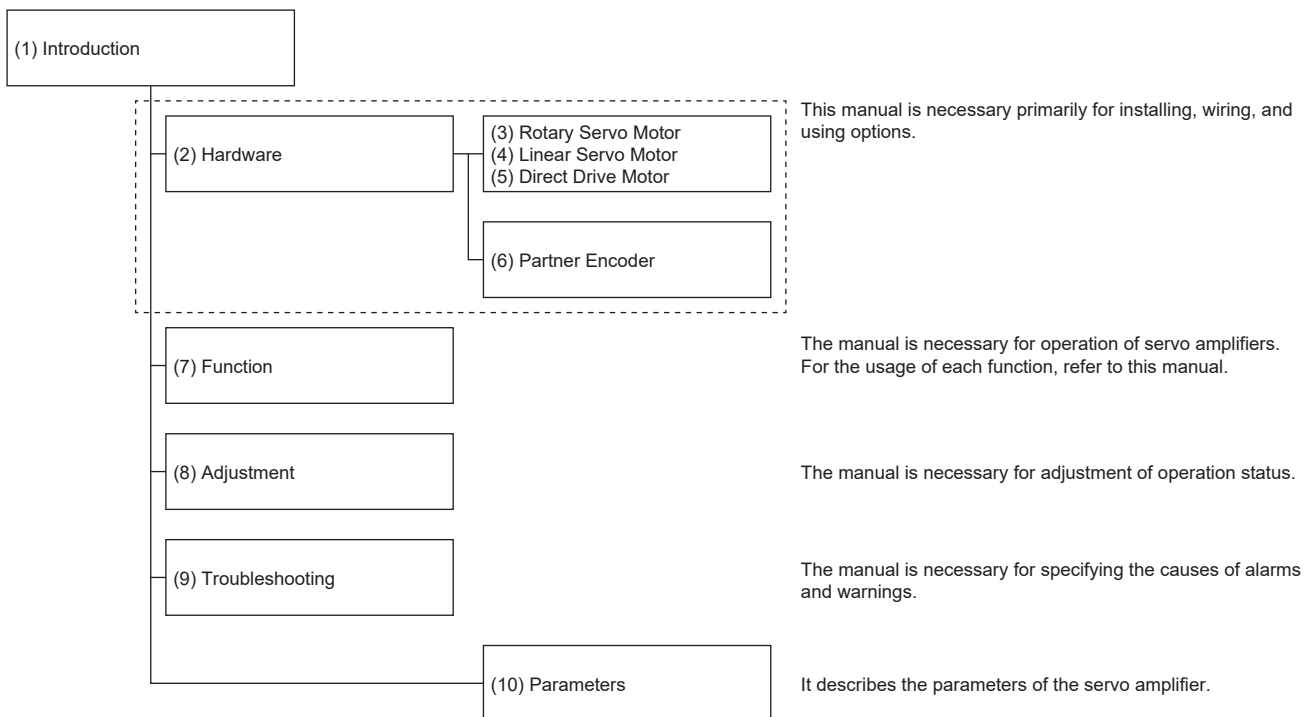 (1) Introduction
This manual is necessary primarily for installing, wiring, and
using options.
(2) Hardware
(3) Rotary Servo Motor
(4) Linear Servo Motor
(5) Direct Drive Motor
(6) Partner Encoder
(7) Function
The manual is necessary for operation of servo amplifiers.
For the usage of each function, refer to this manual.
(8) Adjustment
The manual is necessary for adjustment of operation status.
(9) Troubleshooting
The manual is necessary for specifying the causes of alarms
and warnings.
(10) Parameters
It describes the parameters of the servo amplifier.